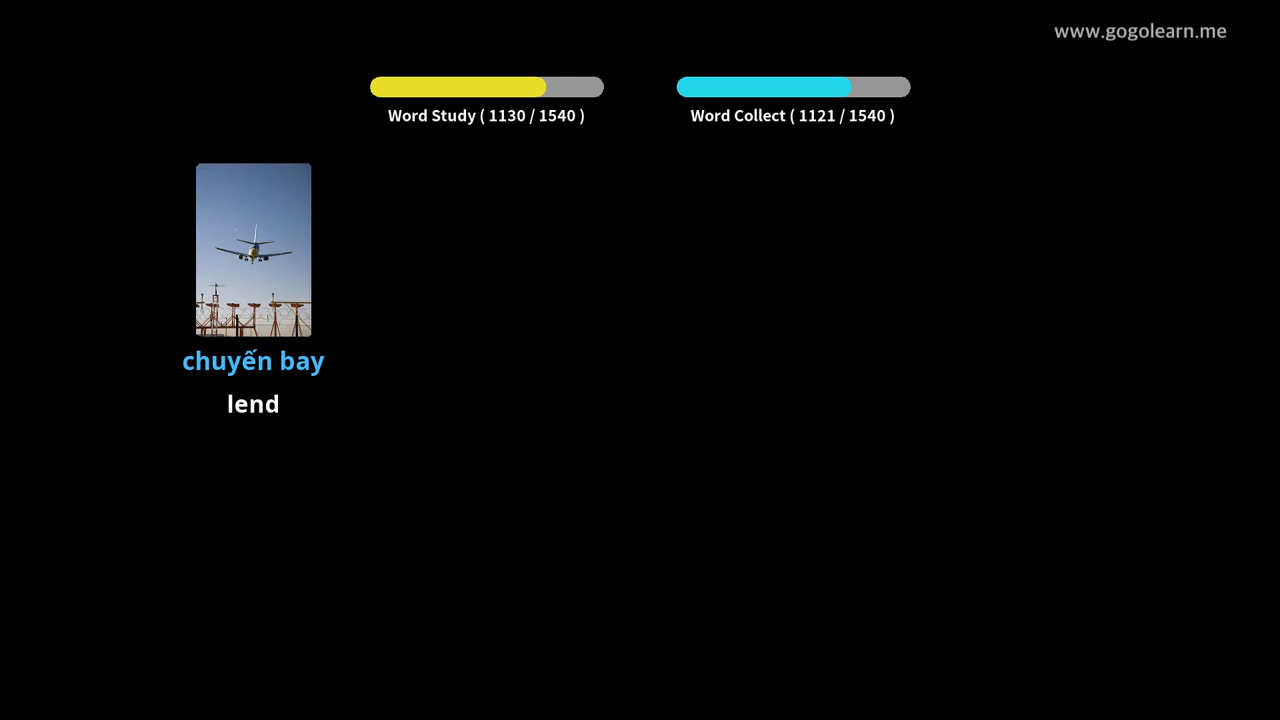 www.gogolearn.me
Word Study ( 1130 / 1540 )
Word Collect ( 1121 / 1540 )
chuyến bay
lend